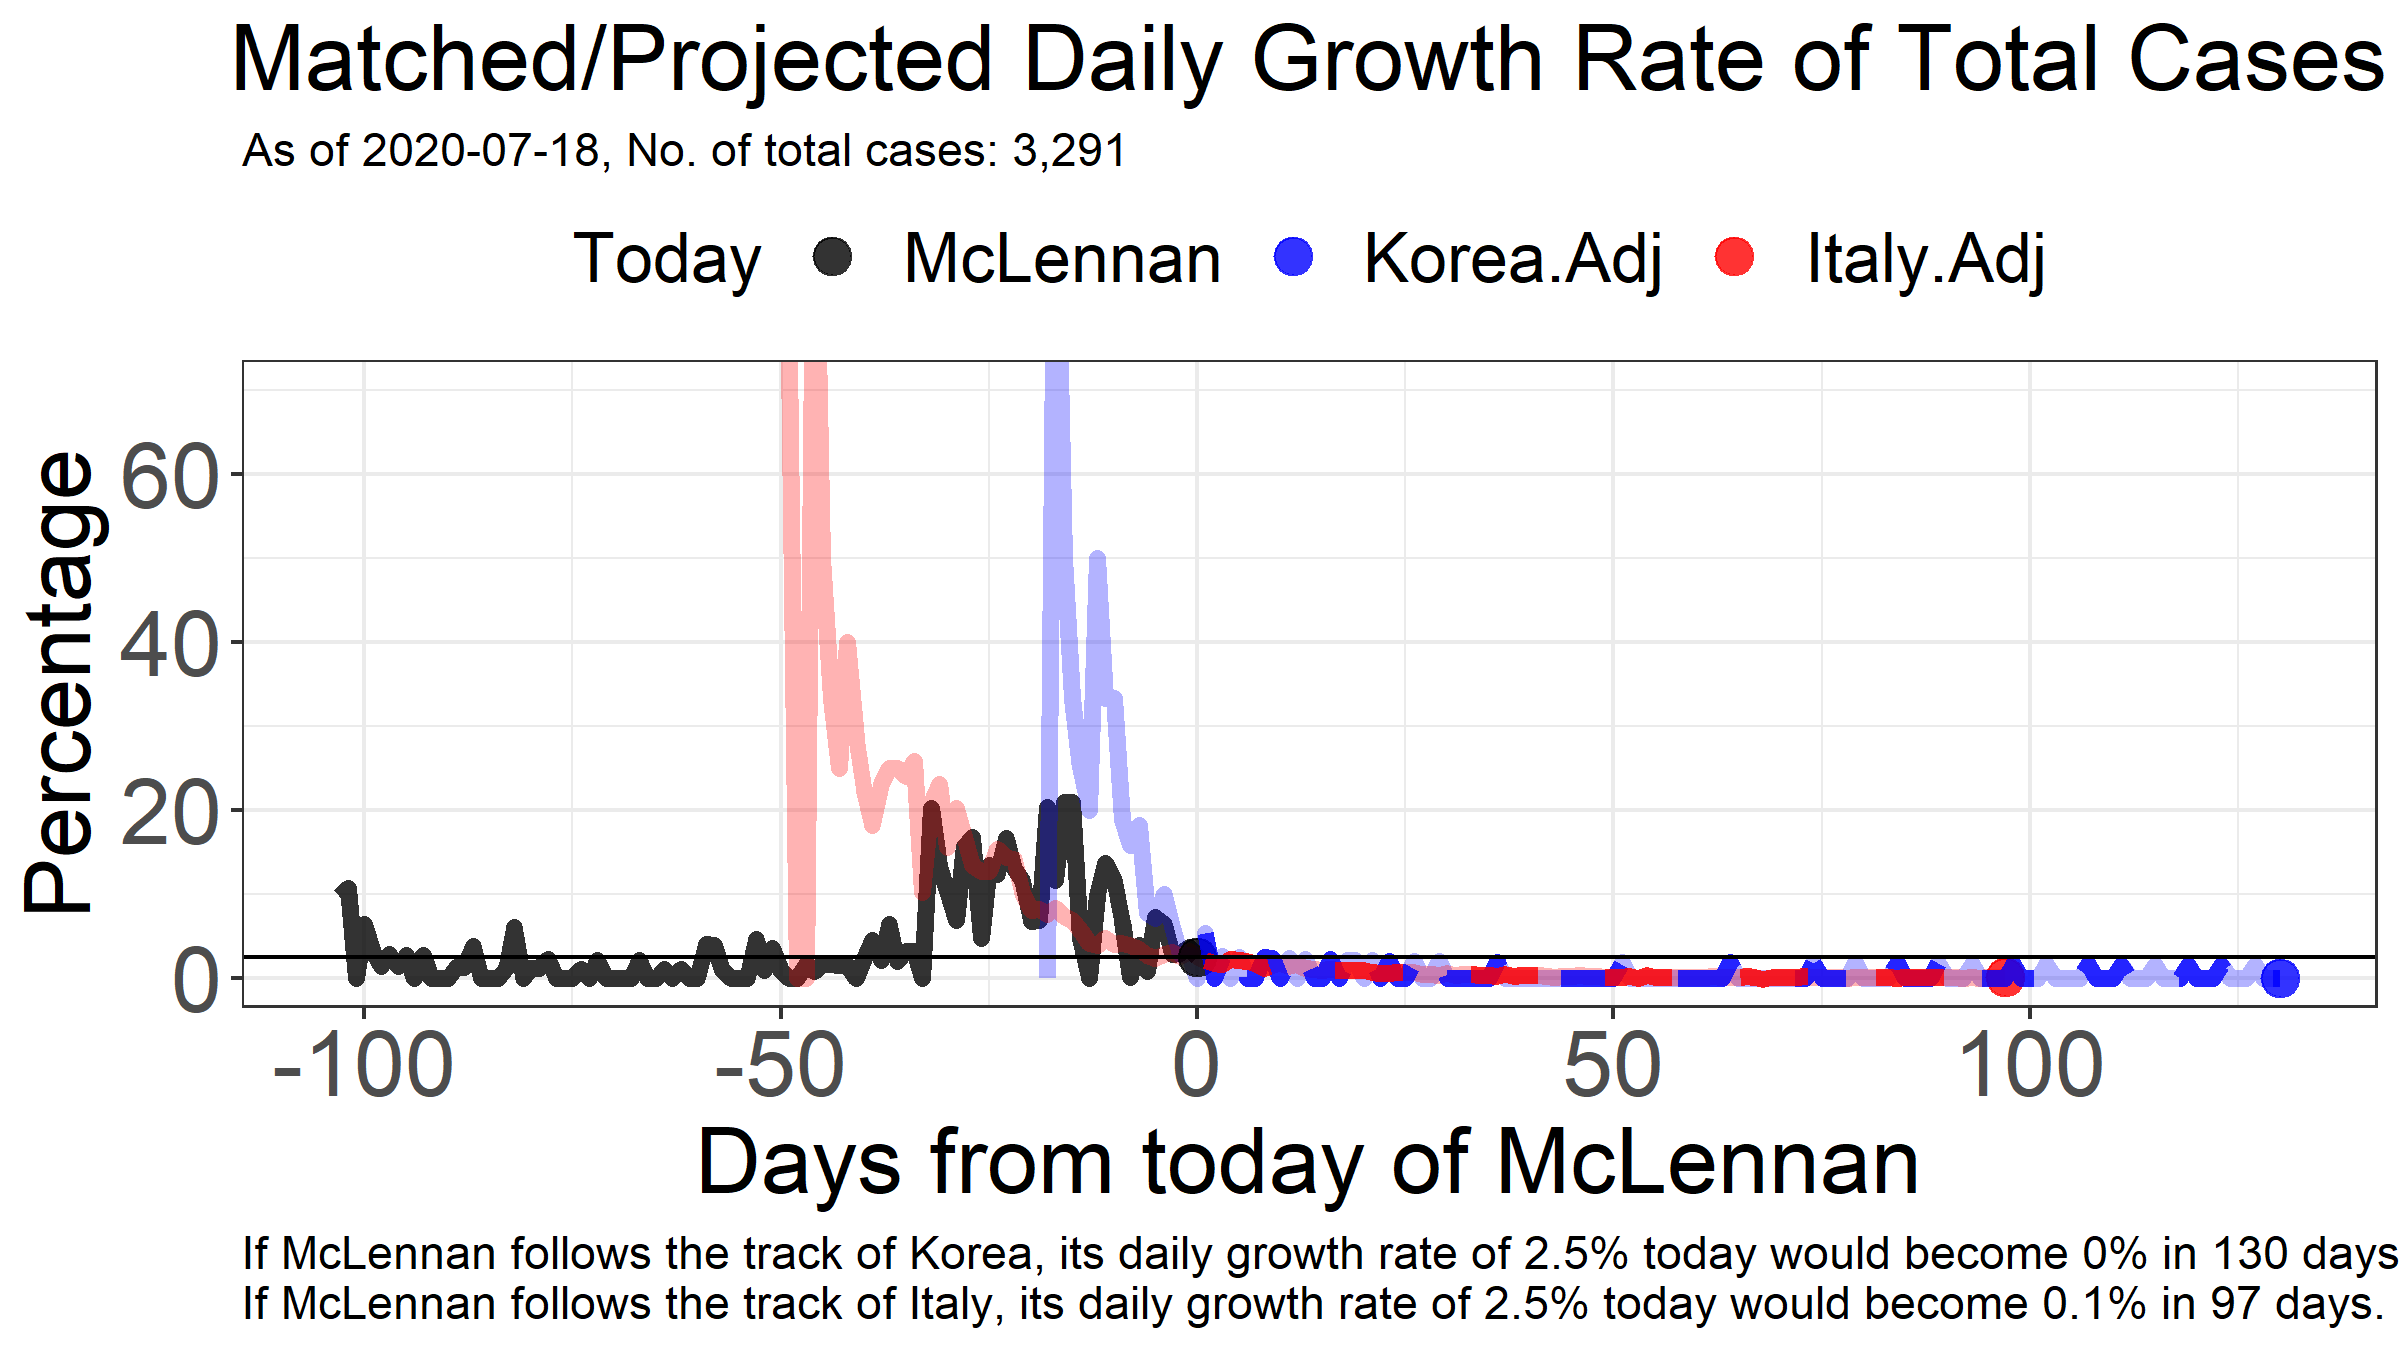 Matched/Projected Daily Growth Rate of Total Cases
As of 2020-07-18, No. of total cases: 3,291
Today McLennan Korea.Adj Italy.Adj
Percentage
60
40
20
0
-100 -50 0 50 100
Days from today of McLennan
If McLennan follows the track of Korea, its daily growth rate of 2.5% today would become 0% in 130 days
If McLennan follows the track of Italy, its daily growth rate of 2.5% today would become 0.1% in 97 days.